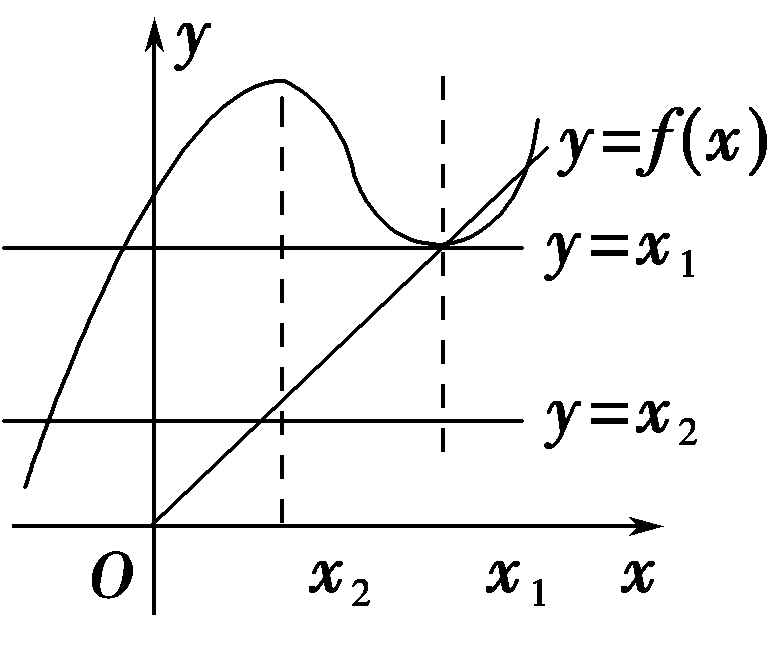 y
y=f(x)
y=x₁
y=x₂
O x₂ x₁ x